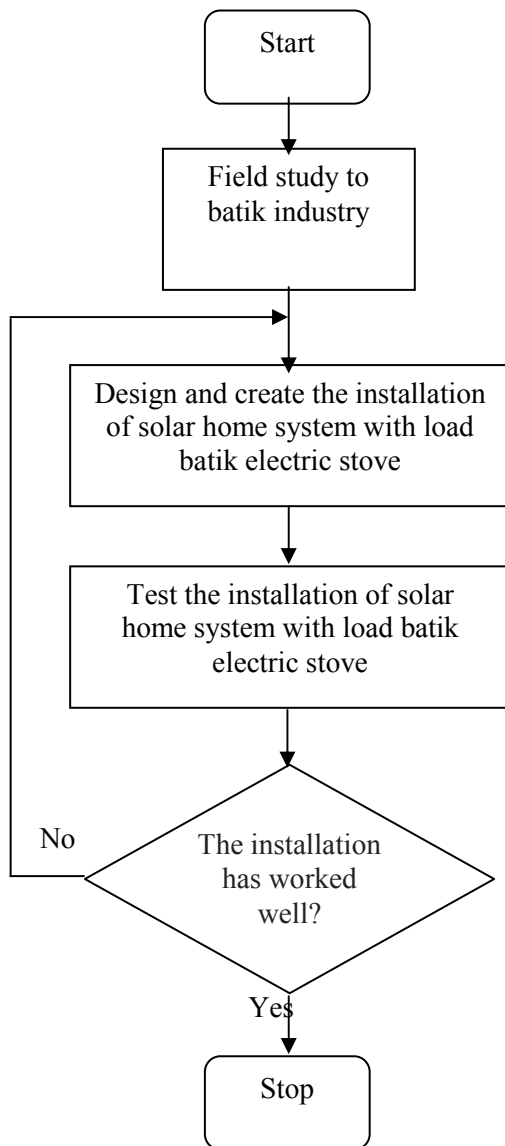 Start
Field study to
batik industry
Design and create the installation
of solar home system with load
batik electric stove
Test the installation of solar
home system with load batik
electric stove
No
The installation
has worked
well?
Yes
Stop